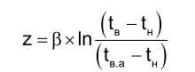 z = β × ln (tв − tн) / (tв.а − tн)